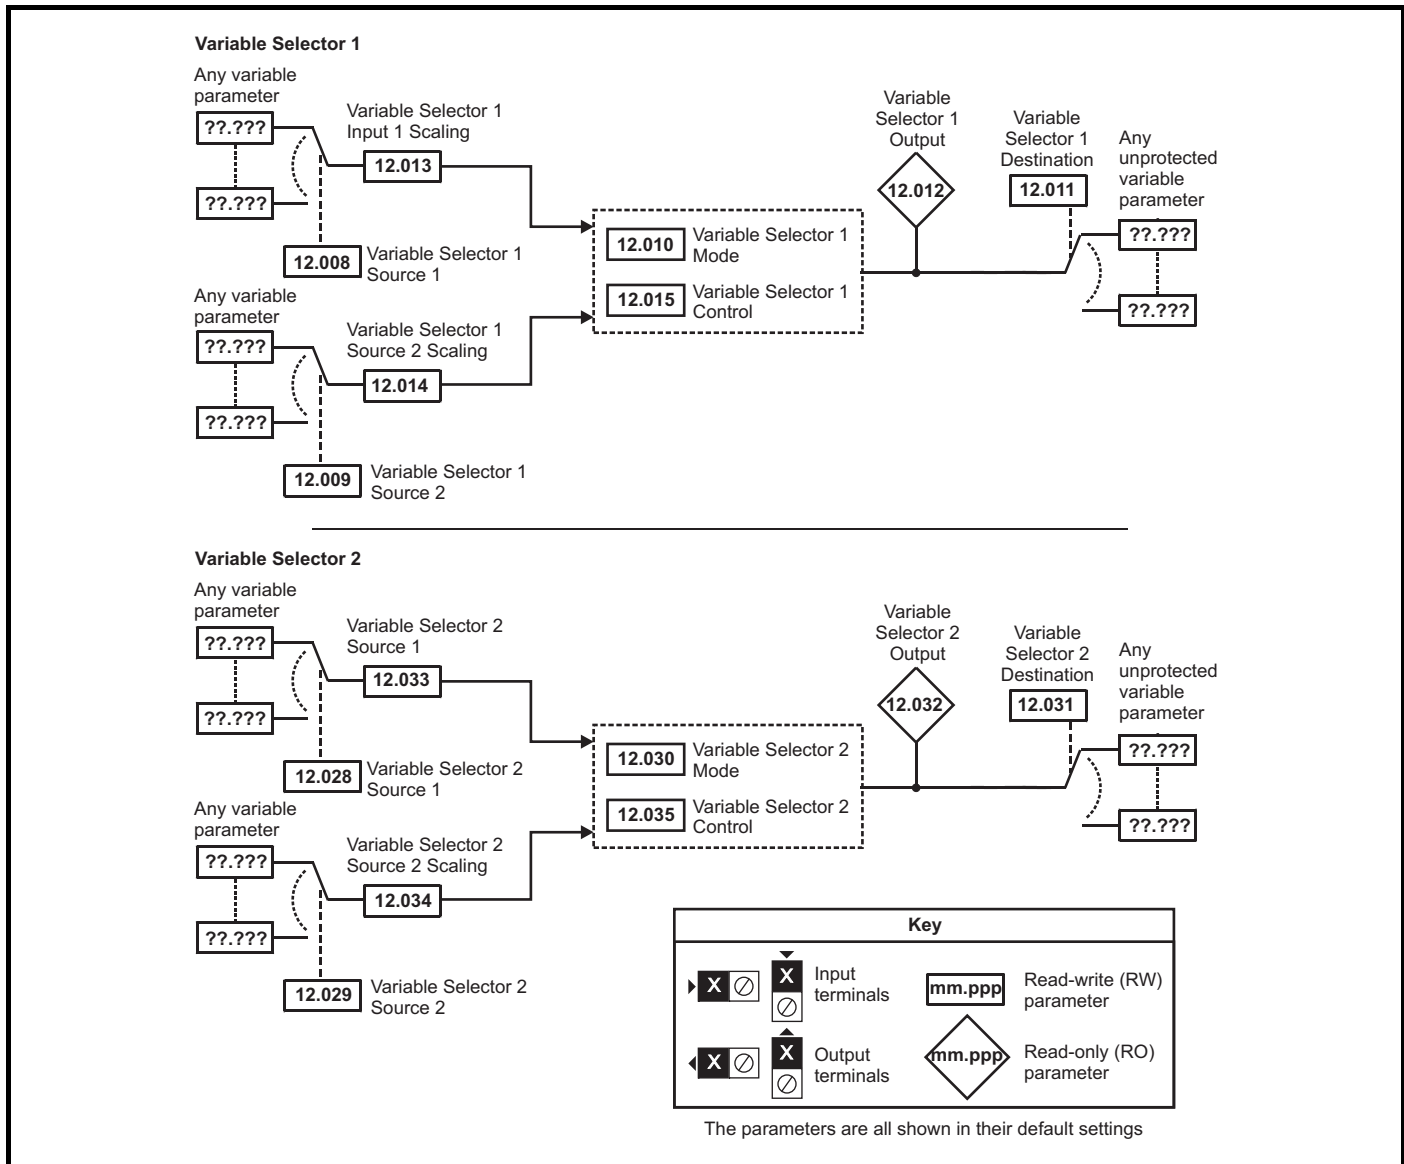 Variable Selector 1
Any variable
parameter
??.???
??.???
Variable Selector 1
Input 1 Scaling
12.013
12.008
Variable Selector 1
Source 1
Any variable
parameter
??.???
??.???
Variable Selector 1
Source 2 Scaling
12.014
12.009
Variable Selector 1
Source 2
12.010
Variable Selector 1
Mode
12.015
Variable Selector 1
Control
Variable
Selector 1
Output
12.012
Variable
Selector 1
Destination
12.011
Any
unprotected
variable
parameter
??.???
??.???
Variable Selector 2
Any variable
parameter
??.???
??.???
Variable Selector 2
Source 1
12.033
12.028
Variable Selector 2
Source 1
Any variable
parameter
??.???
??.???
Variable Selector 2
Source 2 Scaling
12.034
12.029
Variable Selector 2
Source 2
12.030
Variable Selector 2
Mode
12.035
Variable Selector 2
Control
Variable
Selector 2
Output
12.032
Variable
Selector 2
Destination
12.031
Any
unprotected
variable
parameter
??.???
??.???
Key
X
X
Input
terminals
mm.ppp
Read-write (RW)
parameter
X
X
Output
terminals
mm.ppp
Read-only (RO)
parameter
The parameters are all shown in their default settings